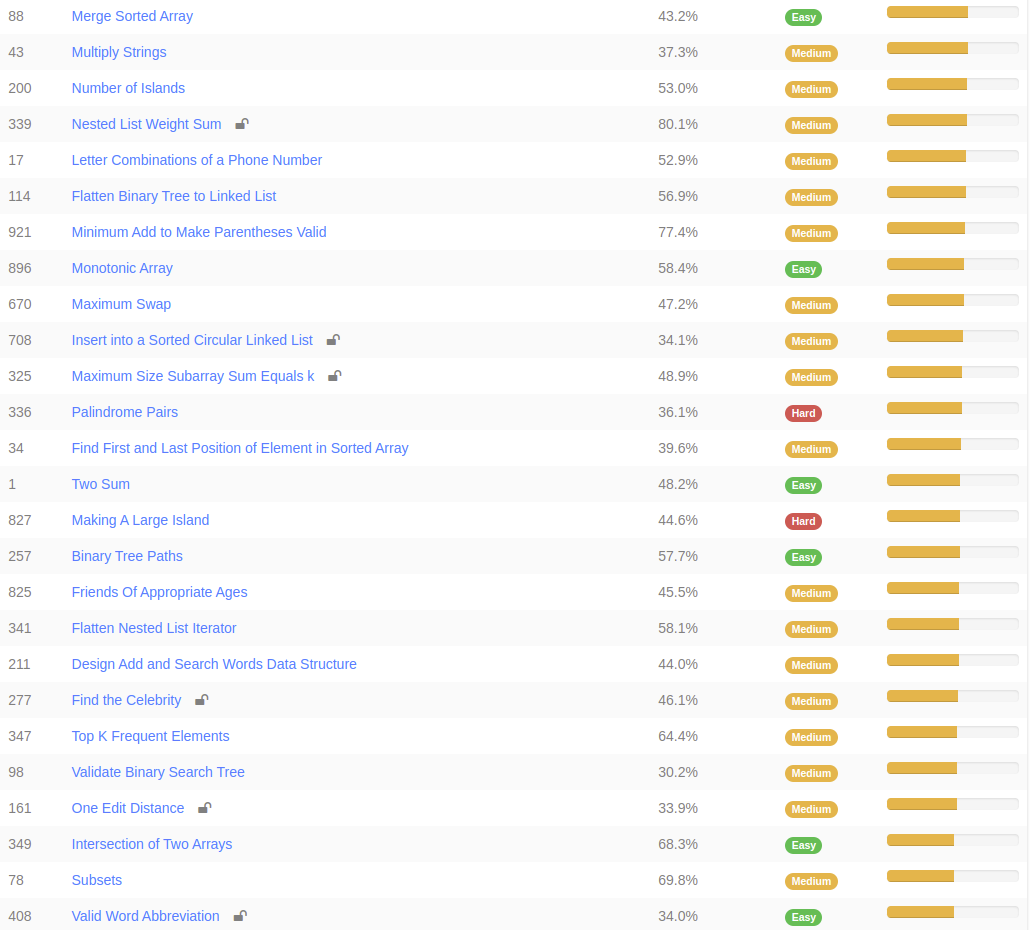 88 Merge Sorted Array 43.2% Easy
43 Multiply Strings 37.3% Medium
200 Number of Islands 53.0% Medium
339 Nested List Weight Sum 80.1% Medium
17 Letter Combinations of a Phone Number 52.9% Medium
114 Flatten Binary Tree to Linked List 56.9% Medium
921 Minimum Add to Make Parentheses Valid 77.4% Medium
896 Monotonic Array 58.4% Easy
670 Maximum Swap 47.2% Medium
708 Insert into a Sorted Circular Linked List 34.1% Medium
325 Maximum Size Subarray Sum Equals k 48.9% Medium
336 Palindrome Pairs 36.1% Hard
34 Find First and Last Position of Element in Sorted Array 39.6% Medium
1 Two Sum 48.2% Easy
827 Making A Large Island 44.6% Hard
257 Binary Tree Paths 57.7% Easy
825 Friends Of Appropriate Ages 45.5% Medium
341 Flatten Nested List Iterator 58.1% Medium
211 Design Add and Search Words Data Structure 44.0% Medium
277 Find the Celebrity 46.1% Medium
347 Top K Frequent Elements 64.4% Medium
98 Validate Binary Search Tree 30.2% Medium
161 One Edit Distance 33.9% Medium
349 Intersection of Two Arrays 68.3% Easy
78 Subsets 69.8% Medium
408 Valid Word Abbreviation 34.0% Easy